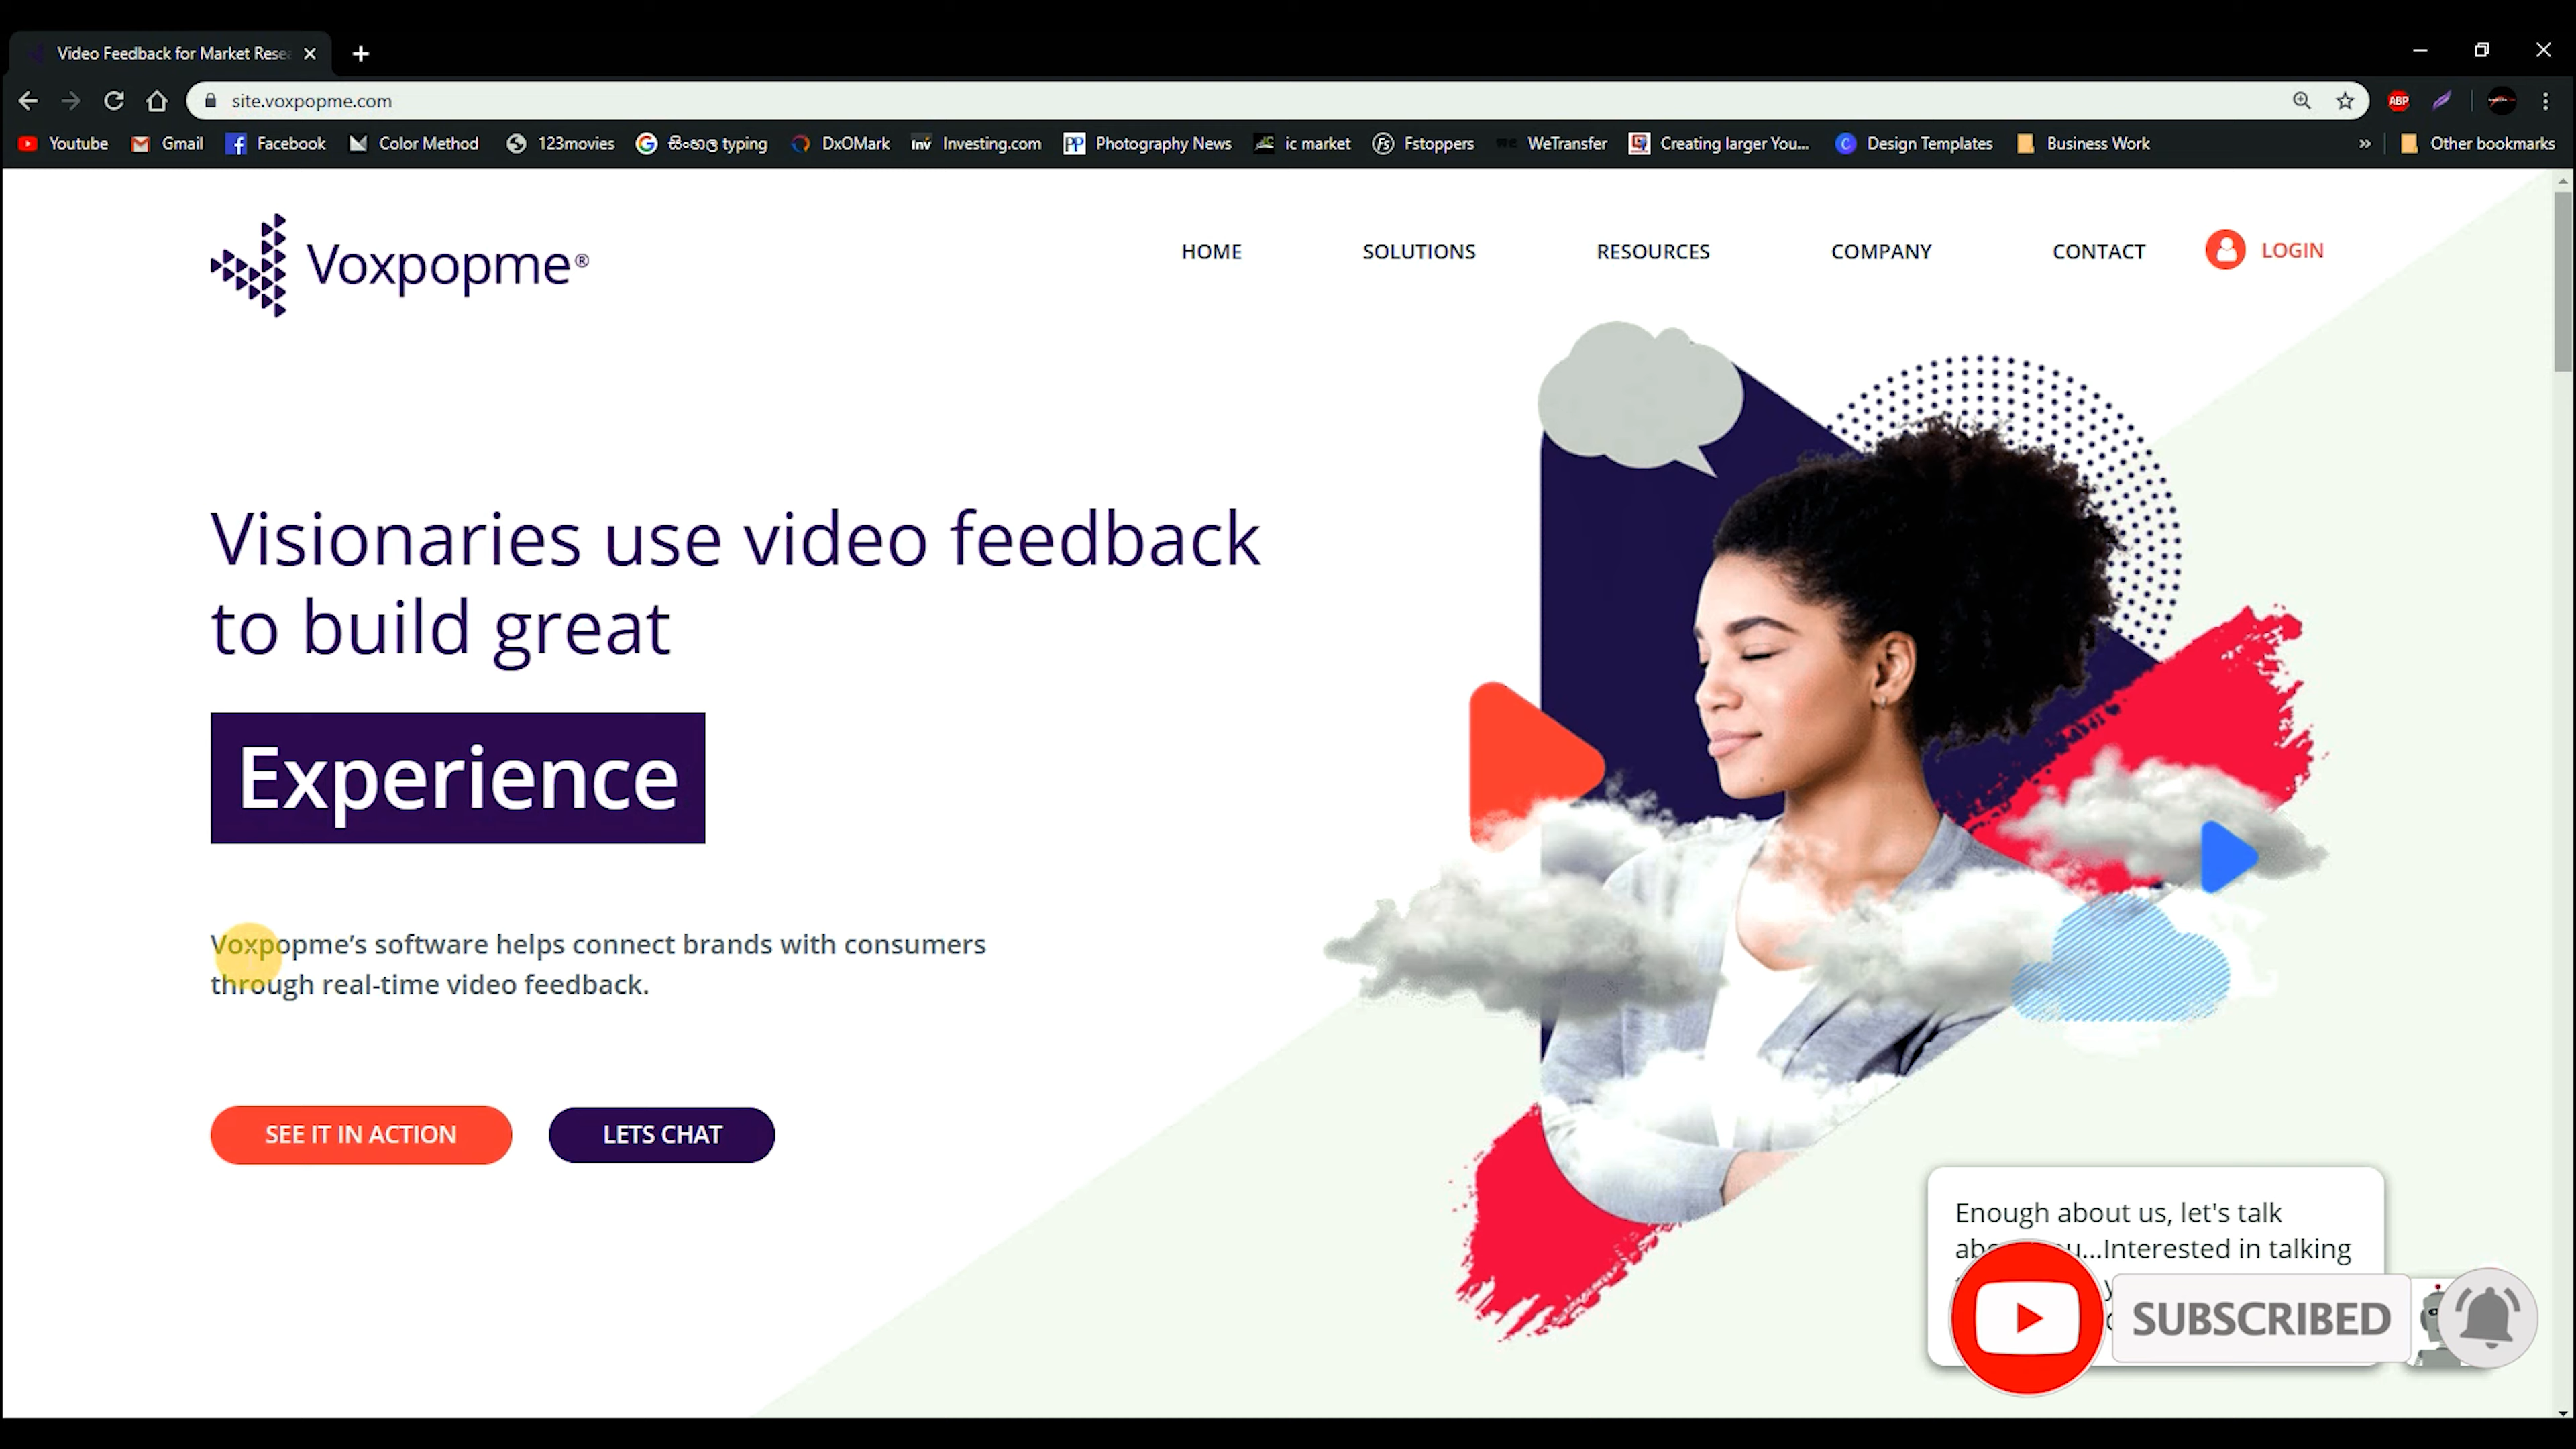 Video Feedback for Market Rese
site.voxpopme.com
ABP
Youtube Gmail Facebook Color Method 123movies සිංහල typing DxOMark Investing.com Photography News ic market Fstoppers WeTransfer Creating larger You... Design Templates Business Work » Other bookmarks
Voxpopme®
HOME SOLUTIONS RESOURCES COMPANY CONTACT LOGIN
Visionaries use video feedback
to build great
Experience
Voxpopme's software helps connect brands with consumers
through real-time video feedback.
SEE IT IN ACTION LETS CHAT
Enough about us, let's talk
...Interested in talking
SUBSCRIBED